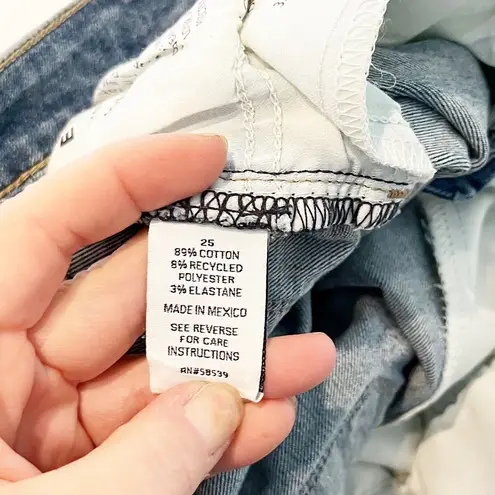 25
89% COTTON
8% RECYCLED
POLYESTER
3% ELASTANE
MADE IN MEXICO
SEE REVERSE
FOR CARE
INSTRUCTIONS
RN#58539